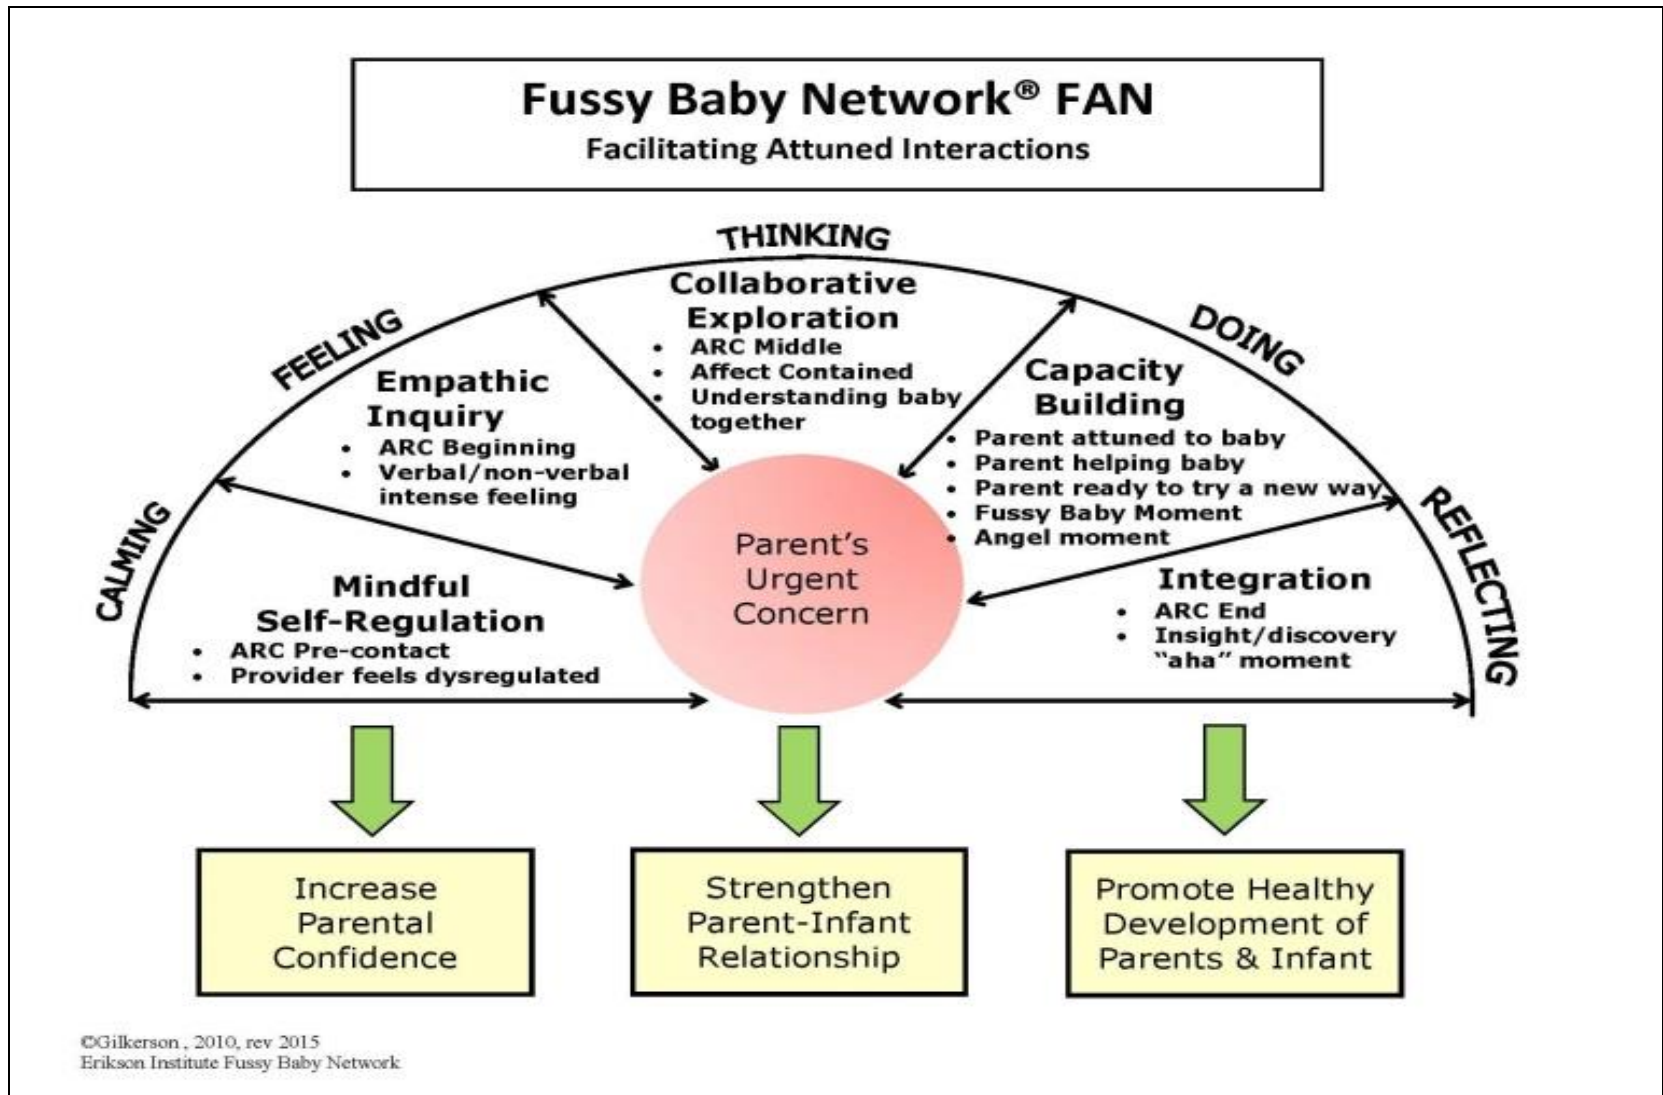 Fussy Baby Network® FAN
Facilitating Attuned Interactions
CALMING
Mindful
Self-Regulation
• ARC Pre-contact
• Provider feels dysregulated
FEELING
Empathic
Inquiry
• ARC Beginning
• Verbal/non-verbal
intense feeling
THINKING
Collaborative
Exploration
• ARC Middle
• Affect Contained
• Understanding baby
together
DOING
Capacity
Building
• Parent attuned to baby
• Parent helping baby
• Parent ready to try a new way
• Fussy Baby Moment
• Angel moment
REFLECTING
Integration
• ARC End
• Insight/discovery
“aha” moment
Parent’s
Urgent
Concern
Increase
Parental
Confidence
Strengthen
Parent-Infant
Relationship
Promote Healthy
Development of
Parents & Infant
©Gilkerson , 2010, rev 2015
Erikson Institute Fussy Baby Network